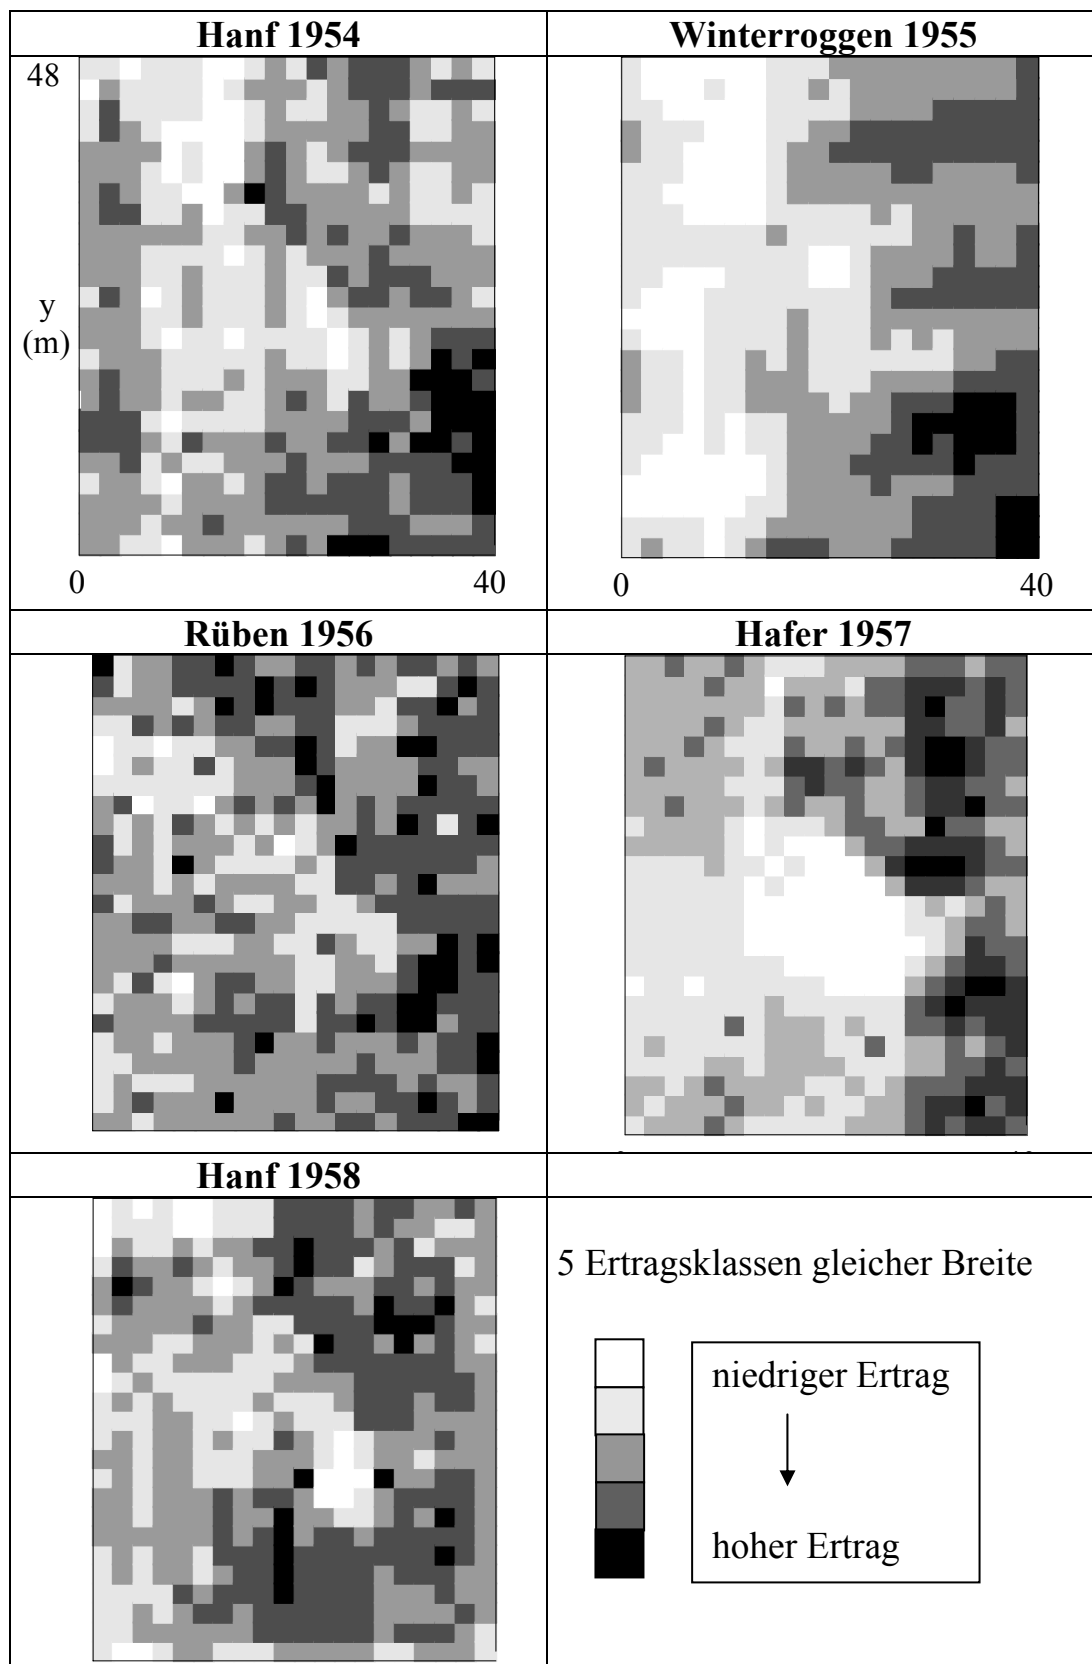 Hanf 1954
Winterroggen 1955
48
y
(m)
0
40
0
40
Rüben 1956
Hafer 1957
Hanf 1958
5 Ertragsklassen gleicher Breite
niedriger Ertrag
hoher Ertrag